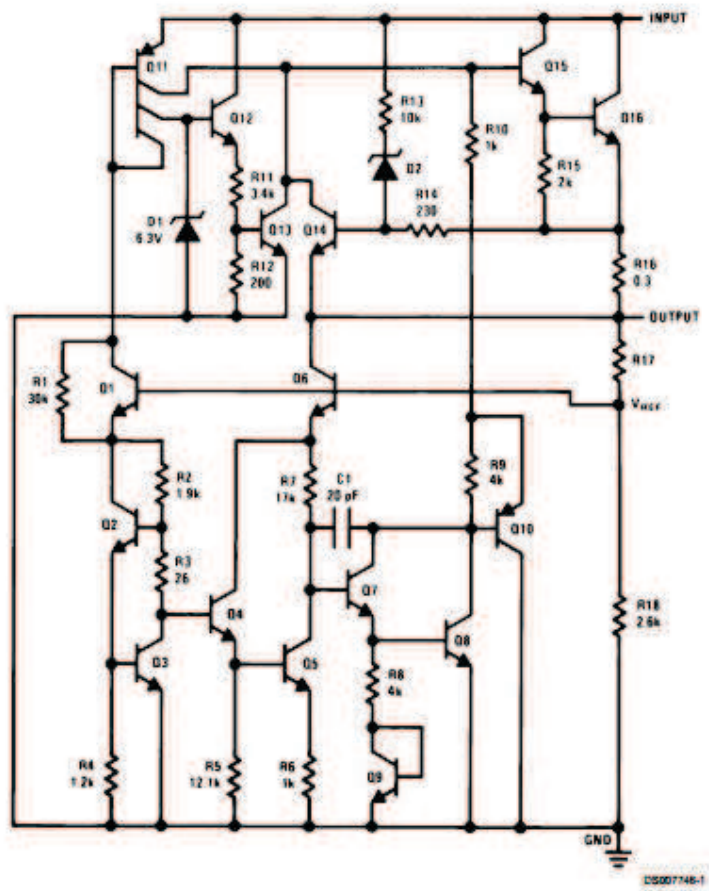 INPUT
Q11
Q15
R13
10k
Q12
R10
1k
Q16
D2
R11
3.4k
R14
230
R15
2k
D1
6.3V
Q13
Q14
R12
200
R16
0.3
OUTPUT
R1
30k
Q1
Q6
R17
VREF
R2
1.9k
R7
17k
C1
20 pF
R9
4k
Q2
Q10
R3
26
Q7
Q4
Q3
Q5
Q8
R18
2.6k
R8
4k
R4
1.2k
R5
12.1k
R6
1k
Q9
GND
DS007746-1